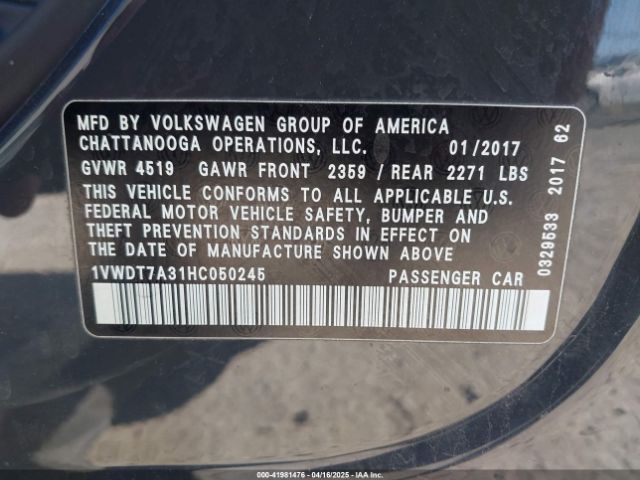 MFD BY VOLKSWAGEN GROUP OF AMERICA
CHATTANOOGA OPERATIONS, LLC. 01/2017
GVWR 4519 GAWR FRONT 2359 / REAR 2271 LBS
THIS VEHICLE CONFORMS TO ALL APPLICABLE U.S.
FEDERAL MOTOR VEHICLE SAFETY, BUMPER AND
THEFT PREVENTION STANDARDS IN EFFECT ON
THE DATE OF MANUFACTURE SHOWN ABOVE
1VWDT7A31HC050245 PASSENGER CAR
0329533 2017 62
000-41981476 - 04/16/2025 - IAA, Inc.